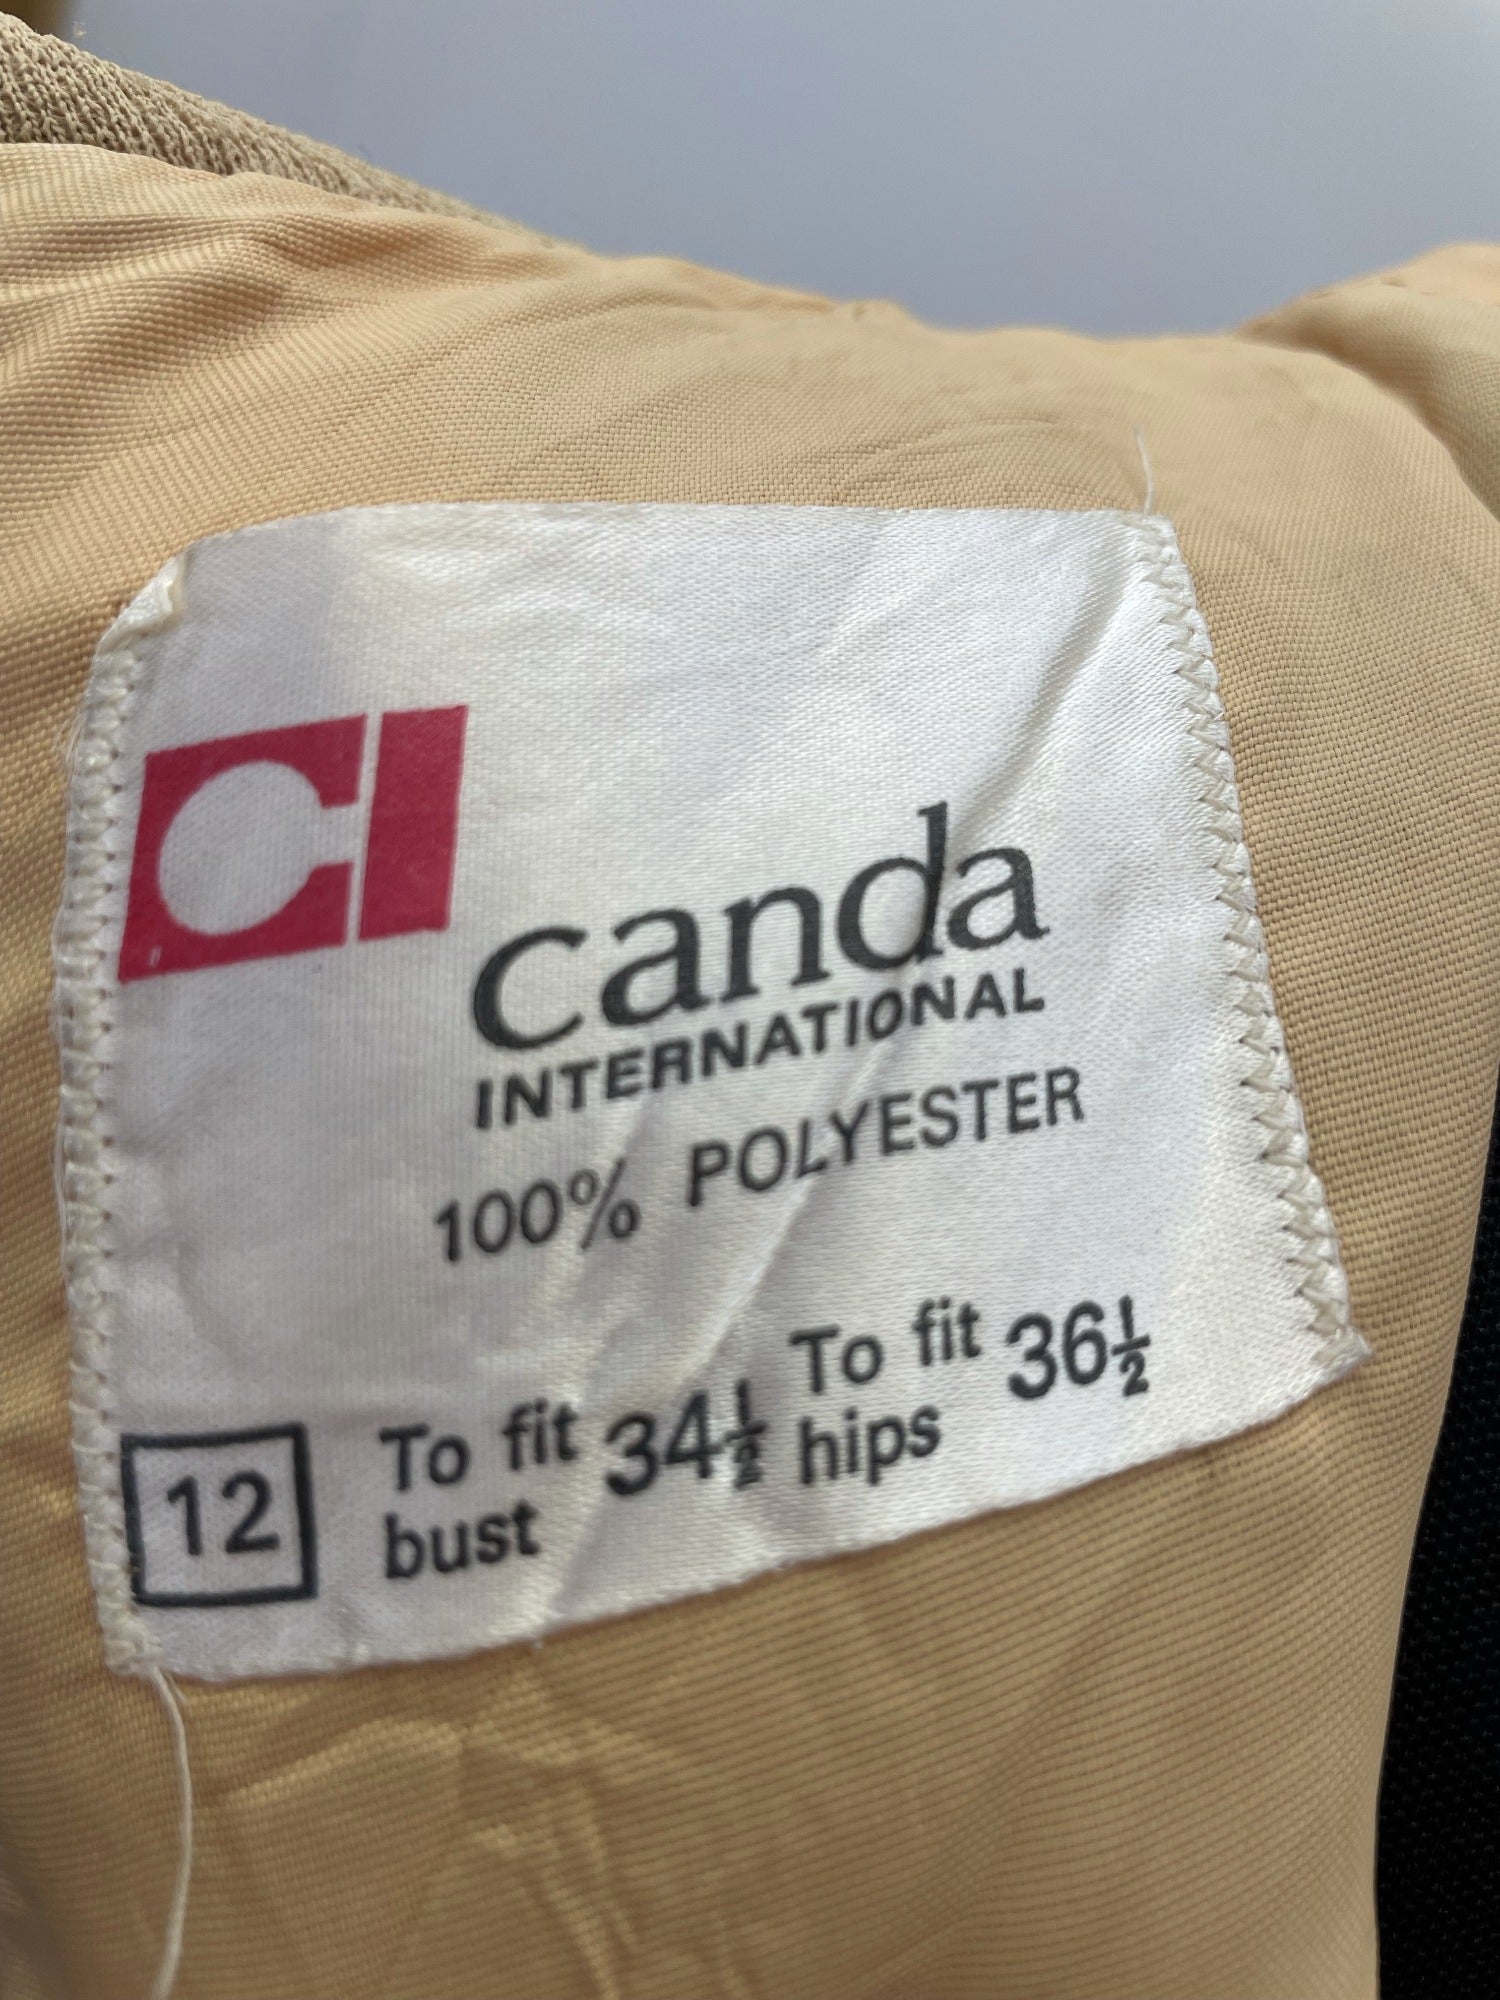 CI
canda
INTERNATIONAL
100% POLYESTER
12 To fit bust 34½ To fit hips 36½